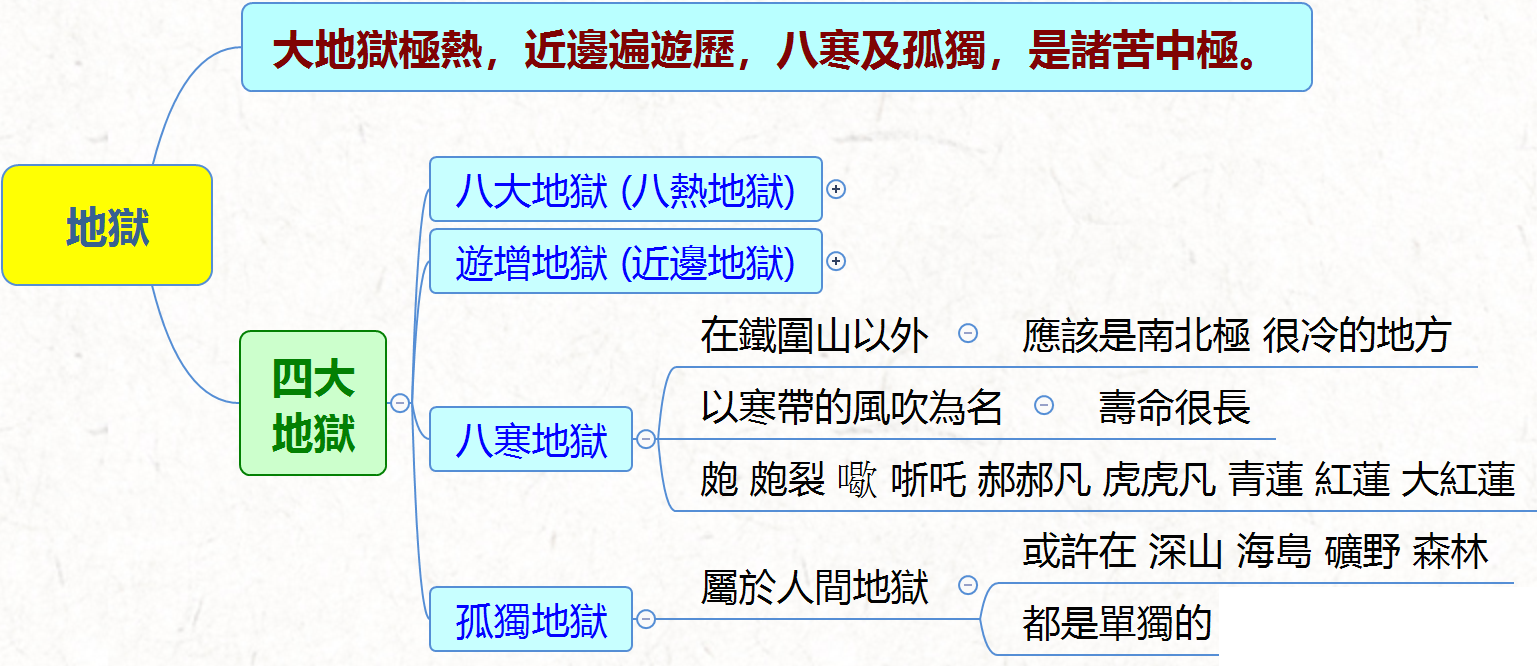 大地獄極熱，近邊遍遊歷，八寒及孤獨，是諸苦中極。
地獄
四大
地獄
八大地獄 (八熱地獄)
遊增地獄 (近邊地獄)
八寒地獄
在鐵圍山以外
應該是南北極 很冷的地方
以寒帶的風吹為名
壽命很長
皰 皰裂 嚱 哳吒 郝郝凡 虎虎凡 青蓮 紅蓮 大紅蓮
孤獨地獄
屬於人間地獄
或許在 深山 海島 礦野 森林
都是單獨的